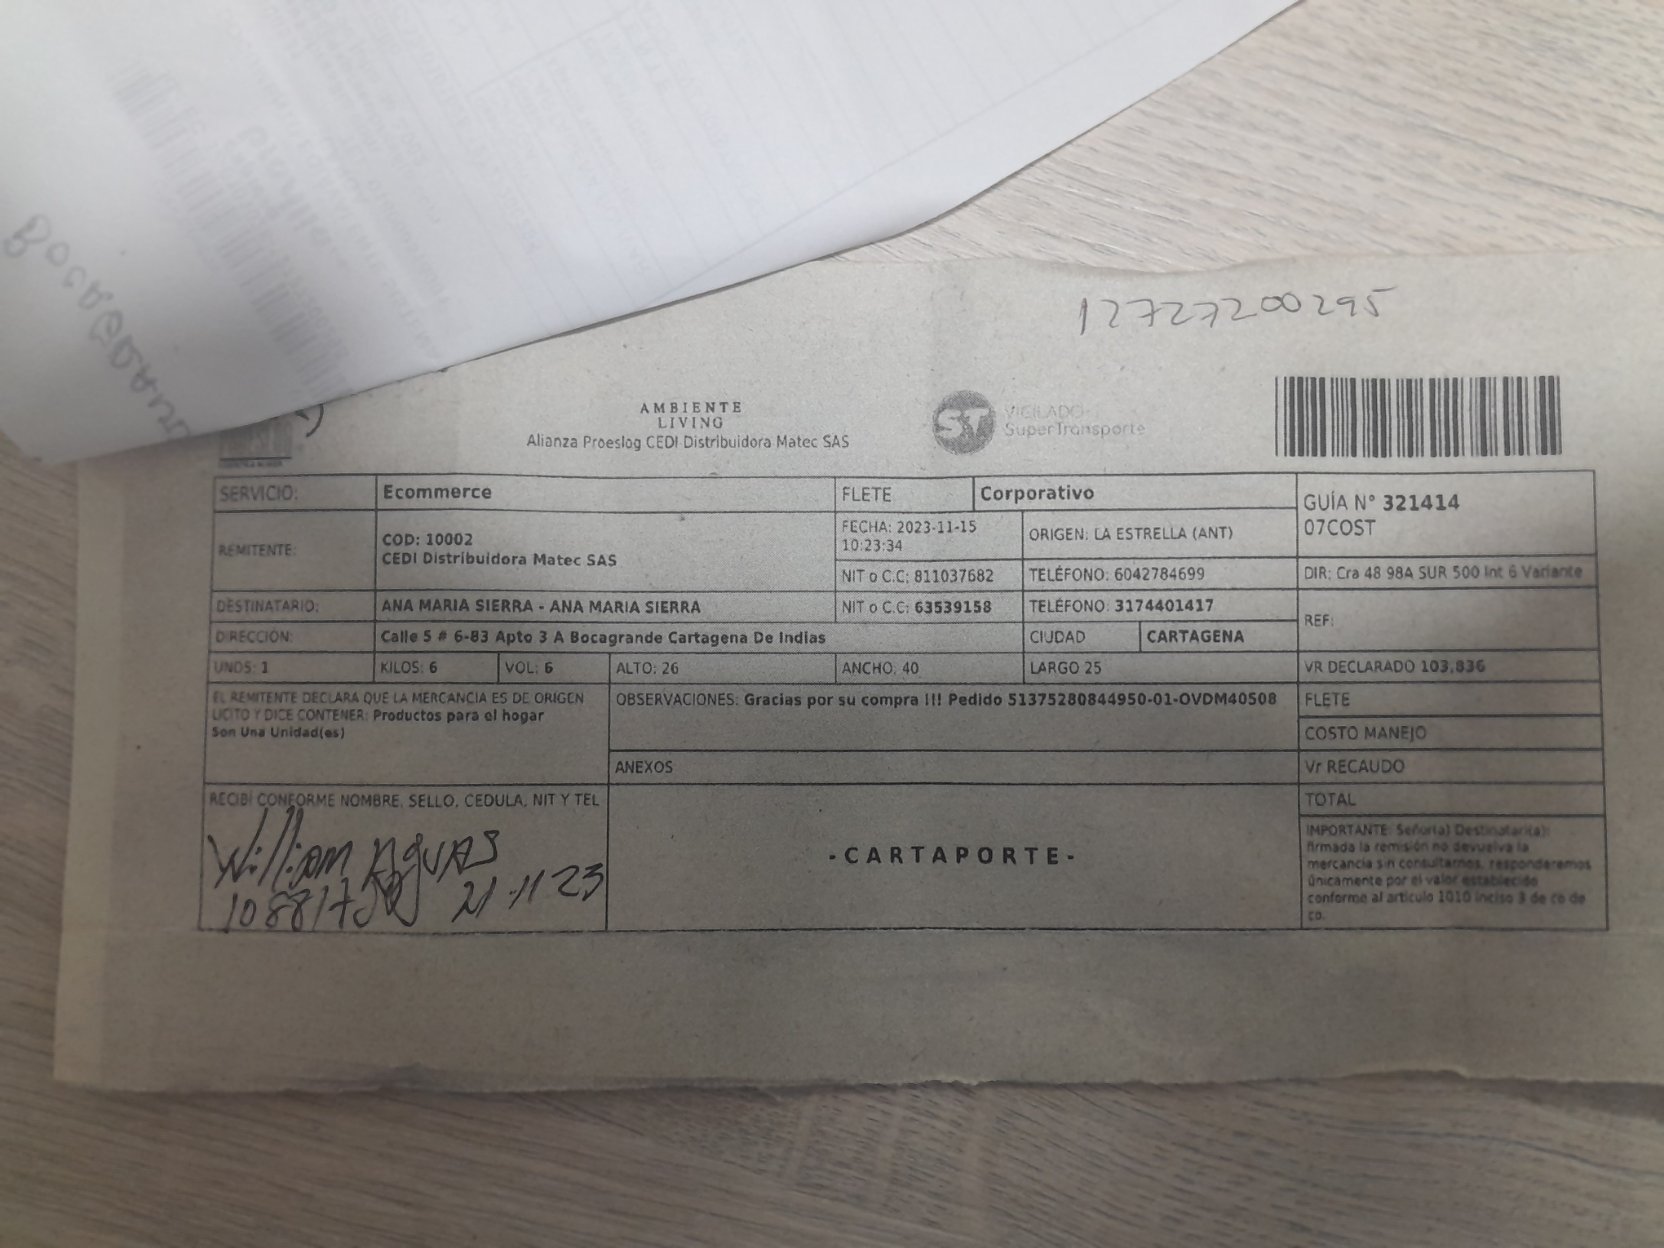 12727200295
AMBIENTE
LIVING
Alianza Proeslog CEDI Distribuidora Matec SAS
ST VIGILADO
SuperTransporte
SERVICIO: Ecommerce FLETE Corporativo GUÍA N° 321414
07COST
REMITENTE: COD: 10002
CEDI Distribuidora Matec SAS
FECHA: 2023-11-15
10:23:34
ORIGEN: LA ESTRELLA (ANT)
NIT o C.C: 811037682 TELÉFONO: 6042784699 DIR: Cra 48 98A SUR 500 Int 6 Variante
DESTINATARIO: ANA MARIA SIERRA - ANA MARIA SIERRA NIT o C.C: 63539158 TELÉFONO: 3174401417 REF:
DIRECCION: Calle 5 # 6-83 Apto 3 A Bocagrande Cartagena De Indias CIUDAD CARTAGENA
UNDS: 1 KILOS: 6 VOL: 6 ALTO: 26 ANCHO. 40 LARGO 25 VR DECLARADO 103,836
EL REMITENTE DECLARA QUE LA MERCANCIA ES DE ORIGEN
LICITO Y DICE CONTENER: Productos para el hogar
Son Una Unidad(es)
OBSERVACIONES: Gracias por su compra !!! Pedido 51375280844950-01-OVDM40508
FLETE
COSTO MANEJO
ANEXOS
Vr RECAUDO
RECIBI CONFORME NOMBRE, SELLO, CEDULA, NIT Y TEL
William Aguas
21-11 23
-CARTAPORTE-
TOTAL
IMPORTANTE: Señor(a) Destinatario(a):
firmada la remisión no devuelva la
mercancia sin consultarnos, responderemos
únicamente por el valor establecido
conforme al articulo 1010 inciso 3 de co de
co.